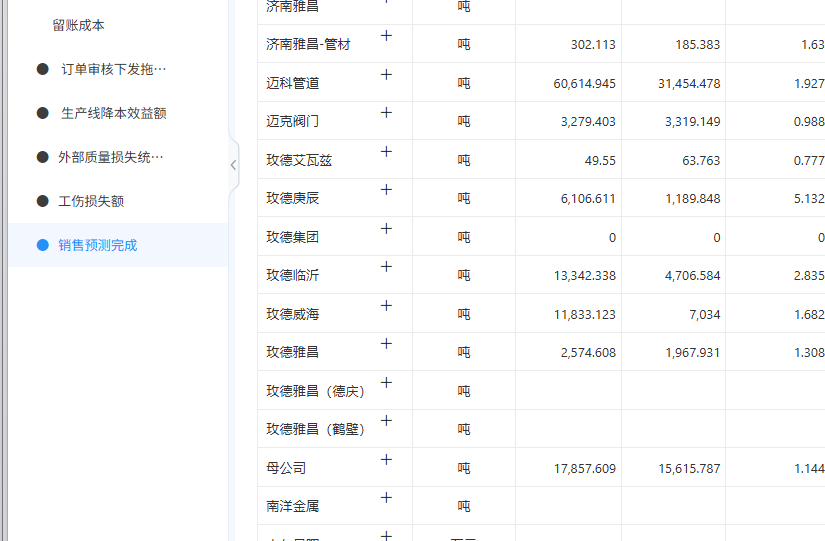 留账成本
订单审核下发拖···
生产线降本效益额
外部质量损失统···
工伤损失额
销售预测完成
济南雅昌 吨
济南雅昌-管材 + 吨 302.113 185.383 1.63
迈科管道 + 吨 60,614.945 31,454.478 1.927
迈克阀门 + 吨 3,279.403 3,319.149 0.988
玫德艾瓦兹 + 吨 49.55 63.763 0.777
玫德庚辰 + 吨 6,106.611 1,189.848 5.132
玫德集团 + 吨 0 0 0
玫德临沂 + 吨 13,342.338 4,706.584 2.835
玫德威海 + 吨 11,833.123 7,034 1.682
玫德雅昌 + 吨 2,574.608 1,967.931 1.308
玫德雅昌（德庆） + 吨
玫德雅昌（鹤壁） + 吨
母公司 + 吨 17,857.609 15,615.787 1.144
南洋金属 + 吨